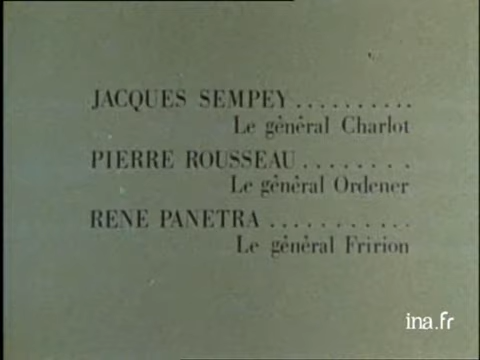 JACQUES SEMPEY . . . . . . . . . .
Le général Charlot
PIERRE ROUSSEAU . . . . . . . .
Le général Ordener
RENE PANETRA . . . . . . . . . . .
Le général Fririon
ina.fr